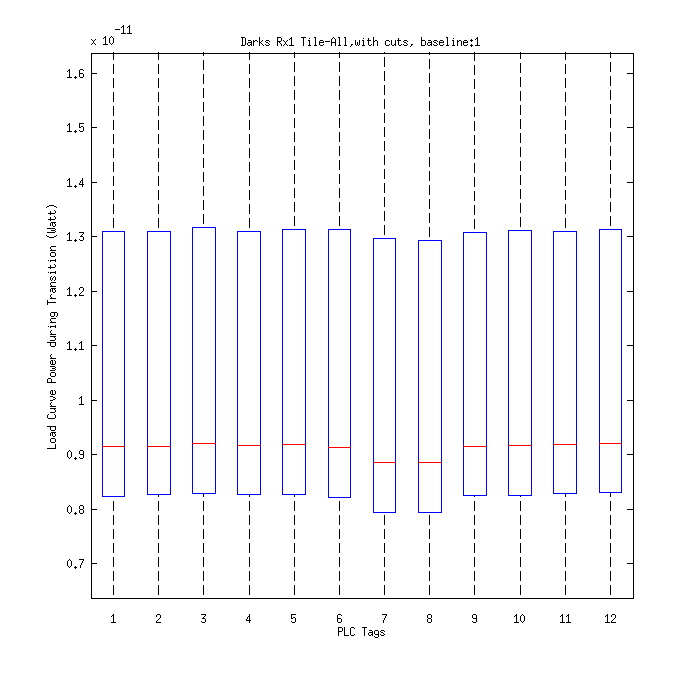 x 10-11
Darks Rx1 Tile-All,with cuts, baseline:1
1.6
1.5
1.4
1.3
1.2
1.1
1
0.9
0.8
0.7
Load Curve Power during Transition (Watt)
1 2 3 4 5 6 7 8 9 10 11 12
PLC Tags